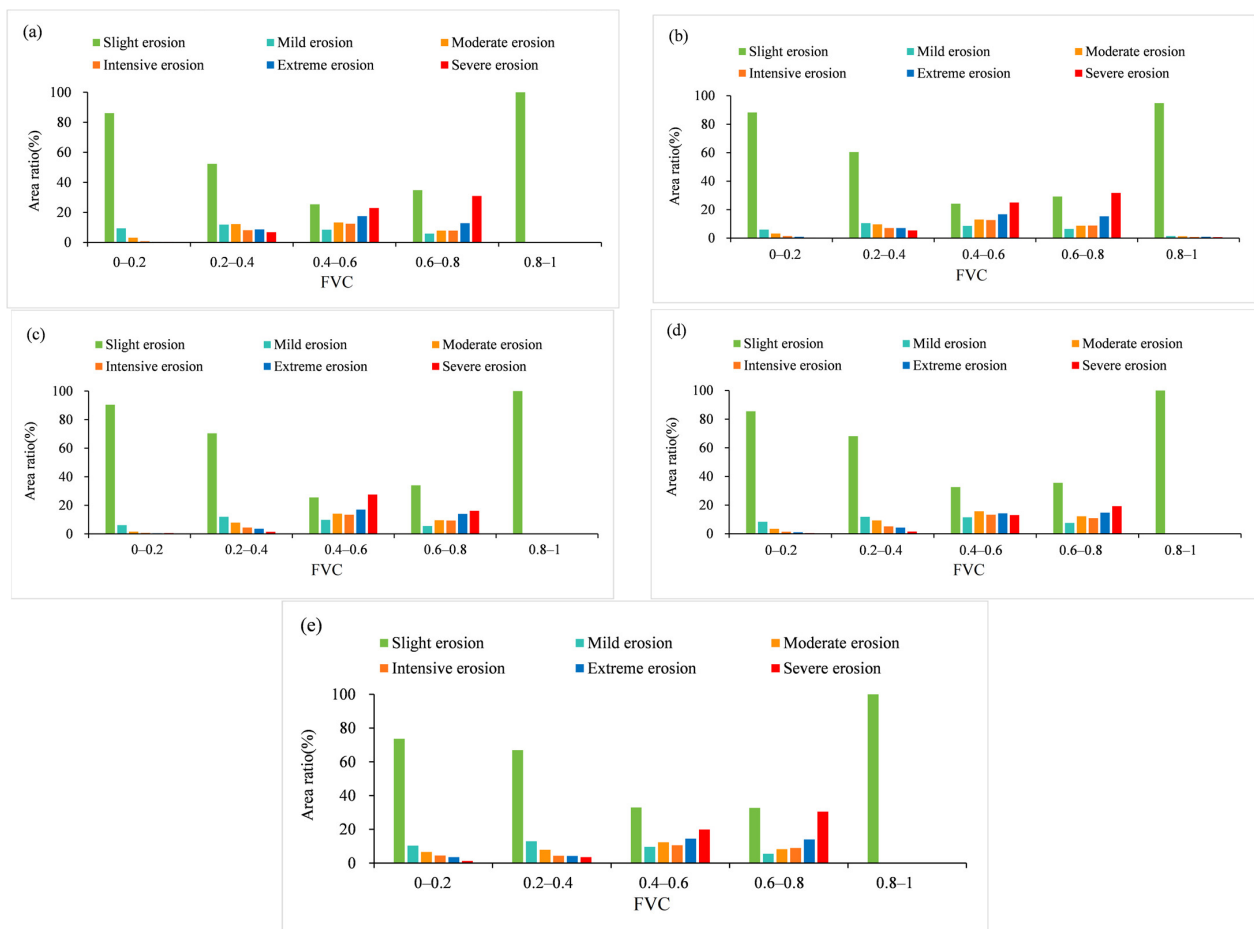 (a)
Slight erosion Mild erosion Moderate erosion
Intensive erosion Extreme erosion Severe erosion
Area ratio(%)
100
80
60
40
20
0
0–0.2 0.2–0.4 0.4–0.6 0.6–0.8 0.8–1
FVC
(b)
Slight erosion Mild erosion Moderate erosion
Intensive erosion Extreme erosion Severe erosion
Area ratio(%)
100
80
60
40
20
0
0–0.2 0.2–0.4 0.4–0.6 0.6–0.8 0.8–1
FVC
(c)
Slight erosion Mild erosion Moderate erosion
Intensive erosion Extreme erosion Severe erosion
Area ratio(%)
100
80
60
40
20
0
0–0.2 0.2–0.4 0.4–0.6 0.6–0.8 0.8–1
FVC
(d)
Slight erosion Mild erosion Moderate erosion
Intensive erosion Extreme erosion Severe erosion
Area ratio(%)
100
80
60
40
20
0
0–0.2 0.2–0.4 0.4–0.6 0.6–0.8 0.8–1
FVC
(e)
Slight erosion Mild erosion Moderate erosion
Intensive erosion Extreme erosion Severe erosion
Area ratio(%)
100
80
60
40
20
0
0–0.2 0.2–0.4 0.4–0.6 0.6–0.8 0.8–1
FVC